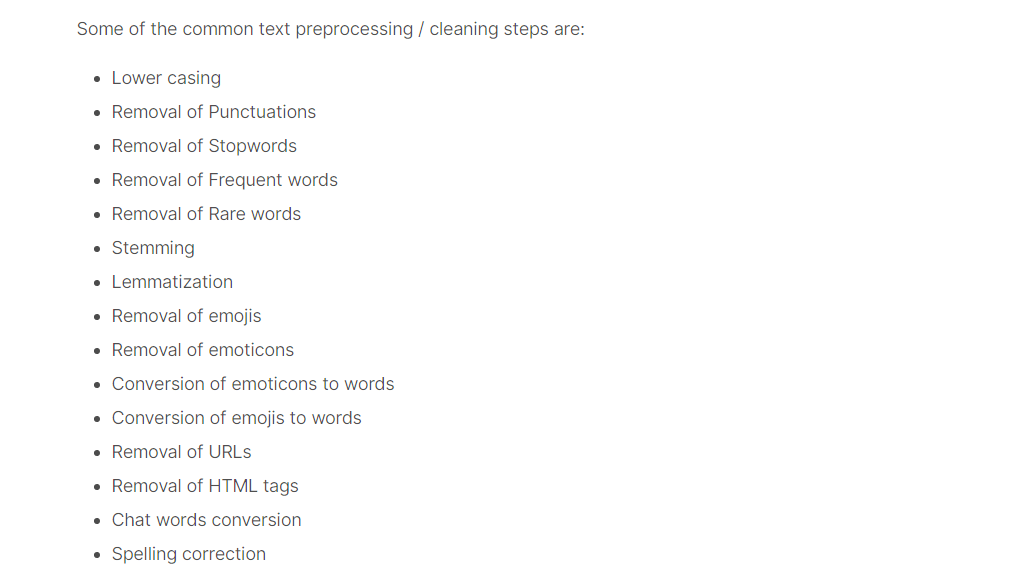 Some of the common text preprocessing / cleaning steps are:
• Lower casing
• Removal of Punctuations
• Removal of Stopwords
• Removal of Frequent words
• Removal of Rare words
• Stemming
• Lemmatization
• Removal of emojis
• Removal of emoticons
• Conversion of emoticons to words
• Conversion of emojis to words
• Removal of URLs
• Removal of HTML tags
• Chat words conversion
• Spelling correction